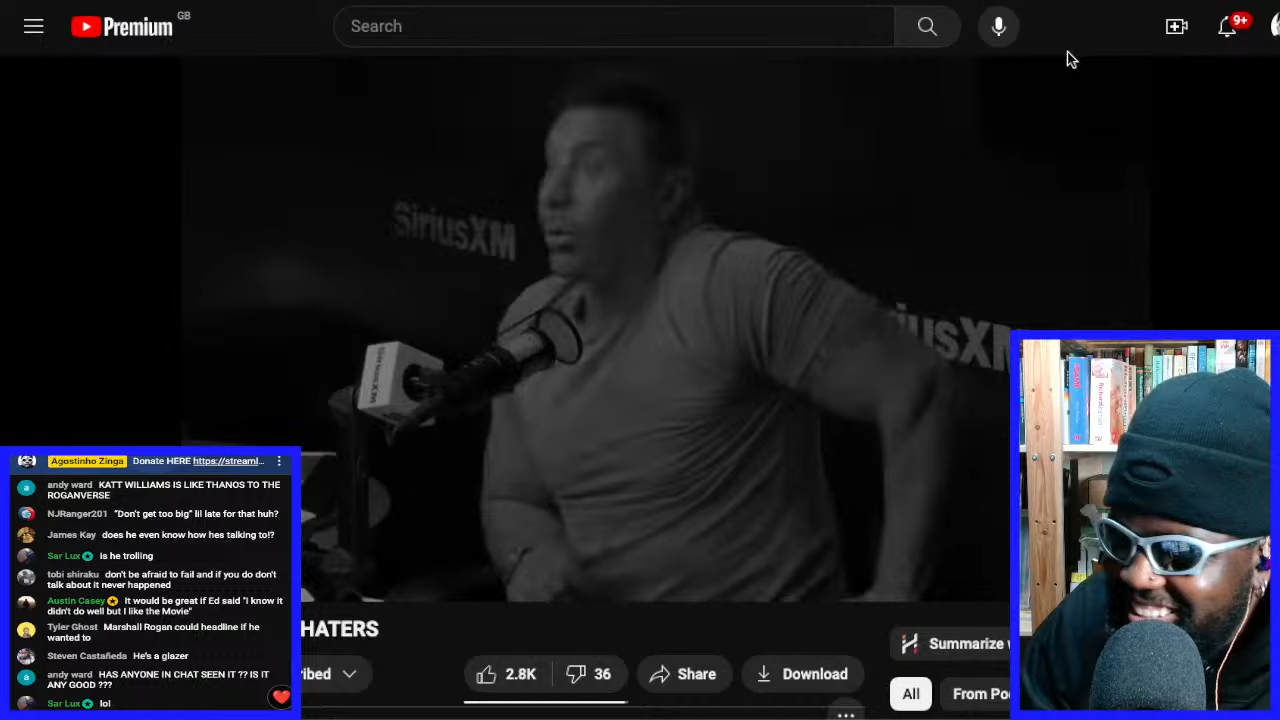 Premium GB
Search
9+
SiriusXM
iusXM
Agostinho Zinga Donate HERE https://streaml...
andy ward KATT WILLIAMS IS LIKE THANOS TO THE
ROGANVERSE
NJRanger201 "Don't get too big" lil late for that huh?
James Kay does he even know how hes talking to!?
Sar Lux is he trolling
tobi shiraku don't be afraid to fail and if you do don't
talk about it never happened
Austin Casey It would be great if Ed said "I know it
didn't do well but I like the Movie"
Tyler Ghost Marshall Rogan could headline if he
wanted to
Steven Castañeda He's a glazer
andy ward HAS ANYONE IN CHAT SEEN IT ?? IS IT
ANY GOOD ???
Sar Lux lol
HATERS
Summarize
ribed
2.8K
36
Share
Download
All
From Po